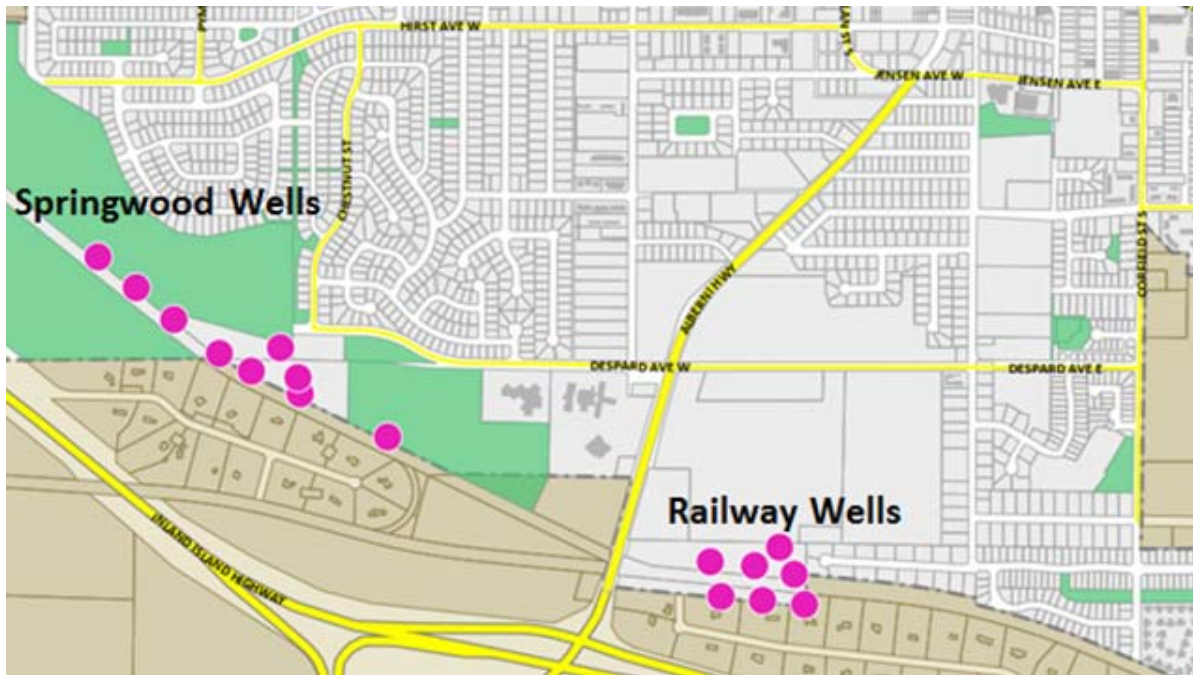 HIRST AVE W
JENSEN AVE W
JENSEN AVE E
CHESTNUT ST
Springwood Wells
CORFIELD ST S
ALBERNI HWY
DESPARD AVE W
DESPARD AVE E
Railway Wells
INLAND ISLAND HIGHWAY